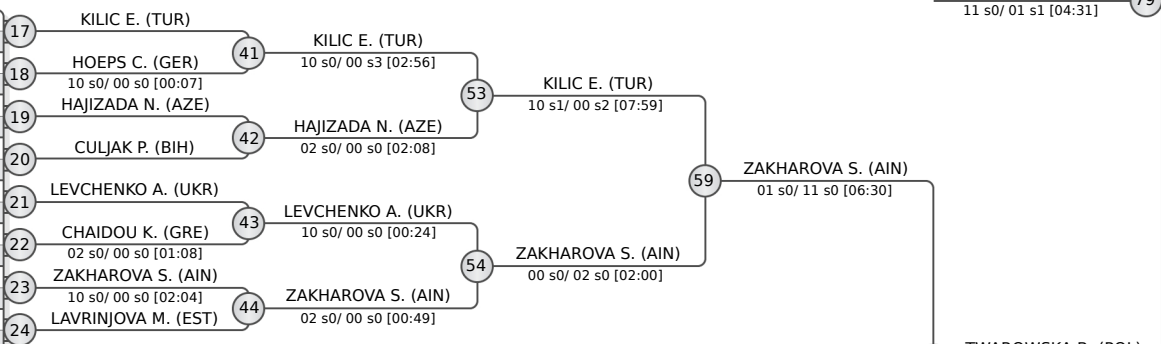 11 s0/ 01 s1 [04:31]
79
17
KILIC E. (TUR)
41
KILIC E. (TUR)
10 s0/ 00 s3 [02:56]
18
HOEPS C. (GER)
10 s0/ 00 s0 [00:07]
53
KILIC E. (TUR)
10 s1/ 00 s2 [07:59]
19
HAJIZADA N. (AZE)
42
HAJIZADA N. (AZE)
02 s0/ 00 s0 [02:08]
20
CULJAK P. (BIH)
59
ZAKHAROVA S. (AIN)
01 s0/ 11 s0 [06:30]
21
LEVCHENKO A. (UKR)
43
LEVCHENKO A. (UKR)
10 s0/ 00 s0 [00:24]
22
CHAIDOU K. (GRE)
02 s0/ 00 s0 [01:08]
54
ZAKHAROVA S. (AIN)
00 s0/ 02 s0 [02:00]
23
ZAKHAROVA S. (AIN)
10 s0/ 00 s0 [02:04]
44
ZAKHAROVA S. (AIN)
02 s0/ 00 s0 [00:49]
24
LAVRINJOVA M. (EST)